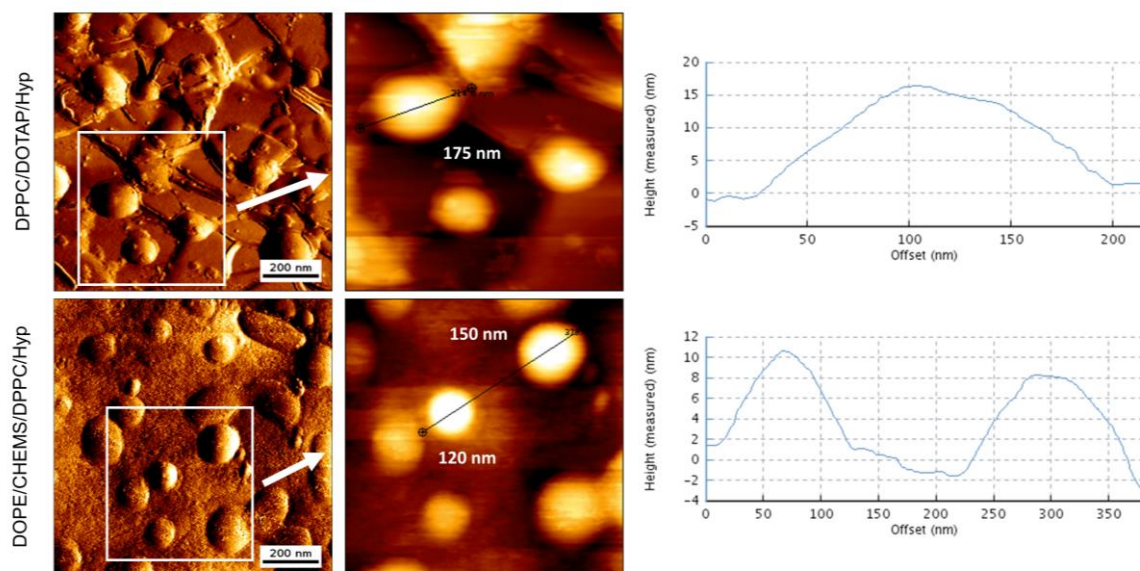 DPPC/DOTAP/Hyp
200 nm
175 nm
Height (measured) (nm)
20
15
10
5
0
-5
0
50
100
150
200
Offset (nm)
DOPE/CHEMS/DPPC/Hyp
200 nm
150 nm
120 nm
Height (measured) (nm)
12
10
8
6
4
2
0
-2
-4
0
50
100
150
200
250
300
350
Offset (nm)